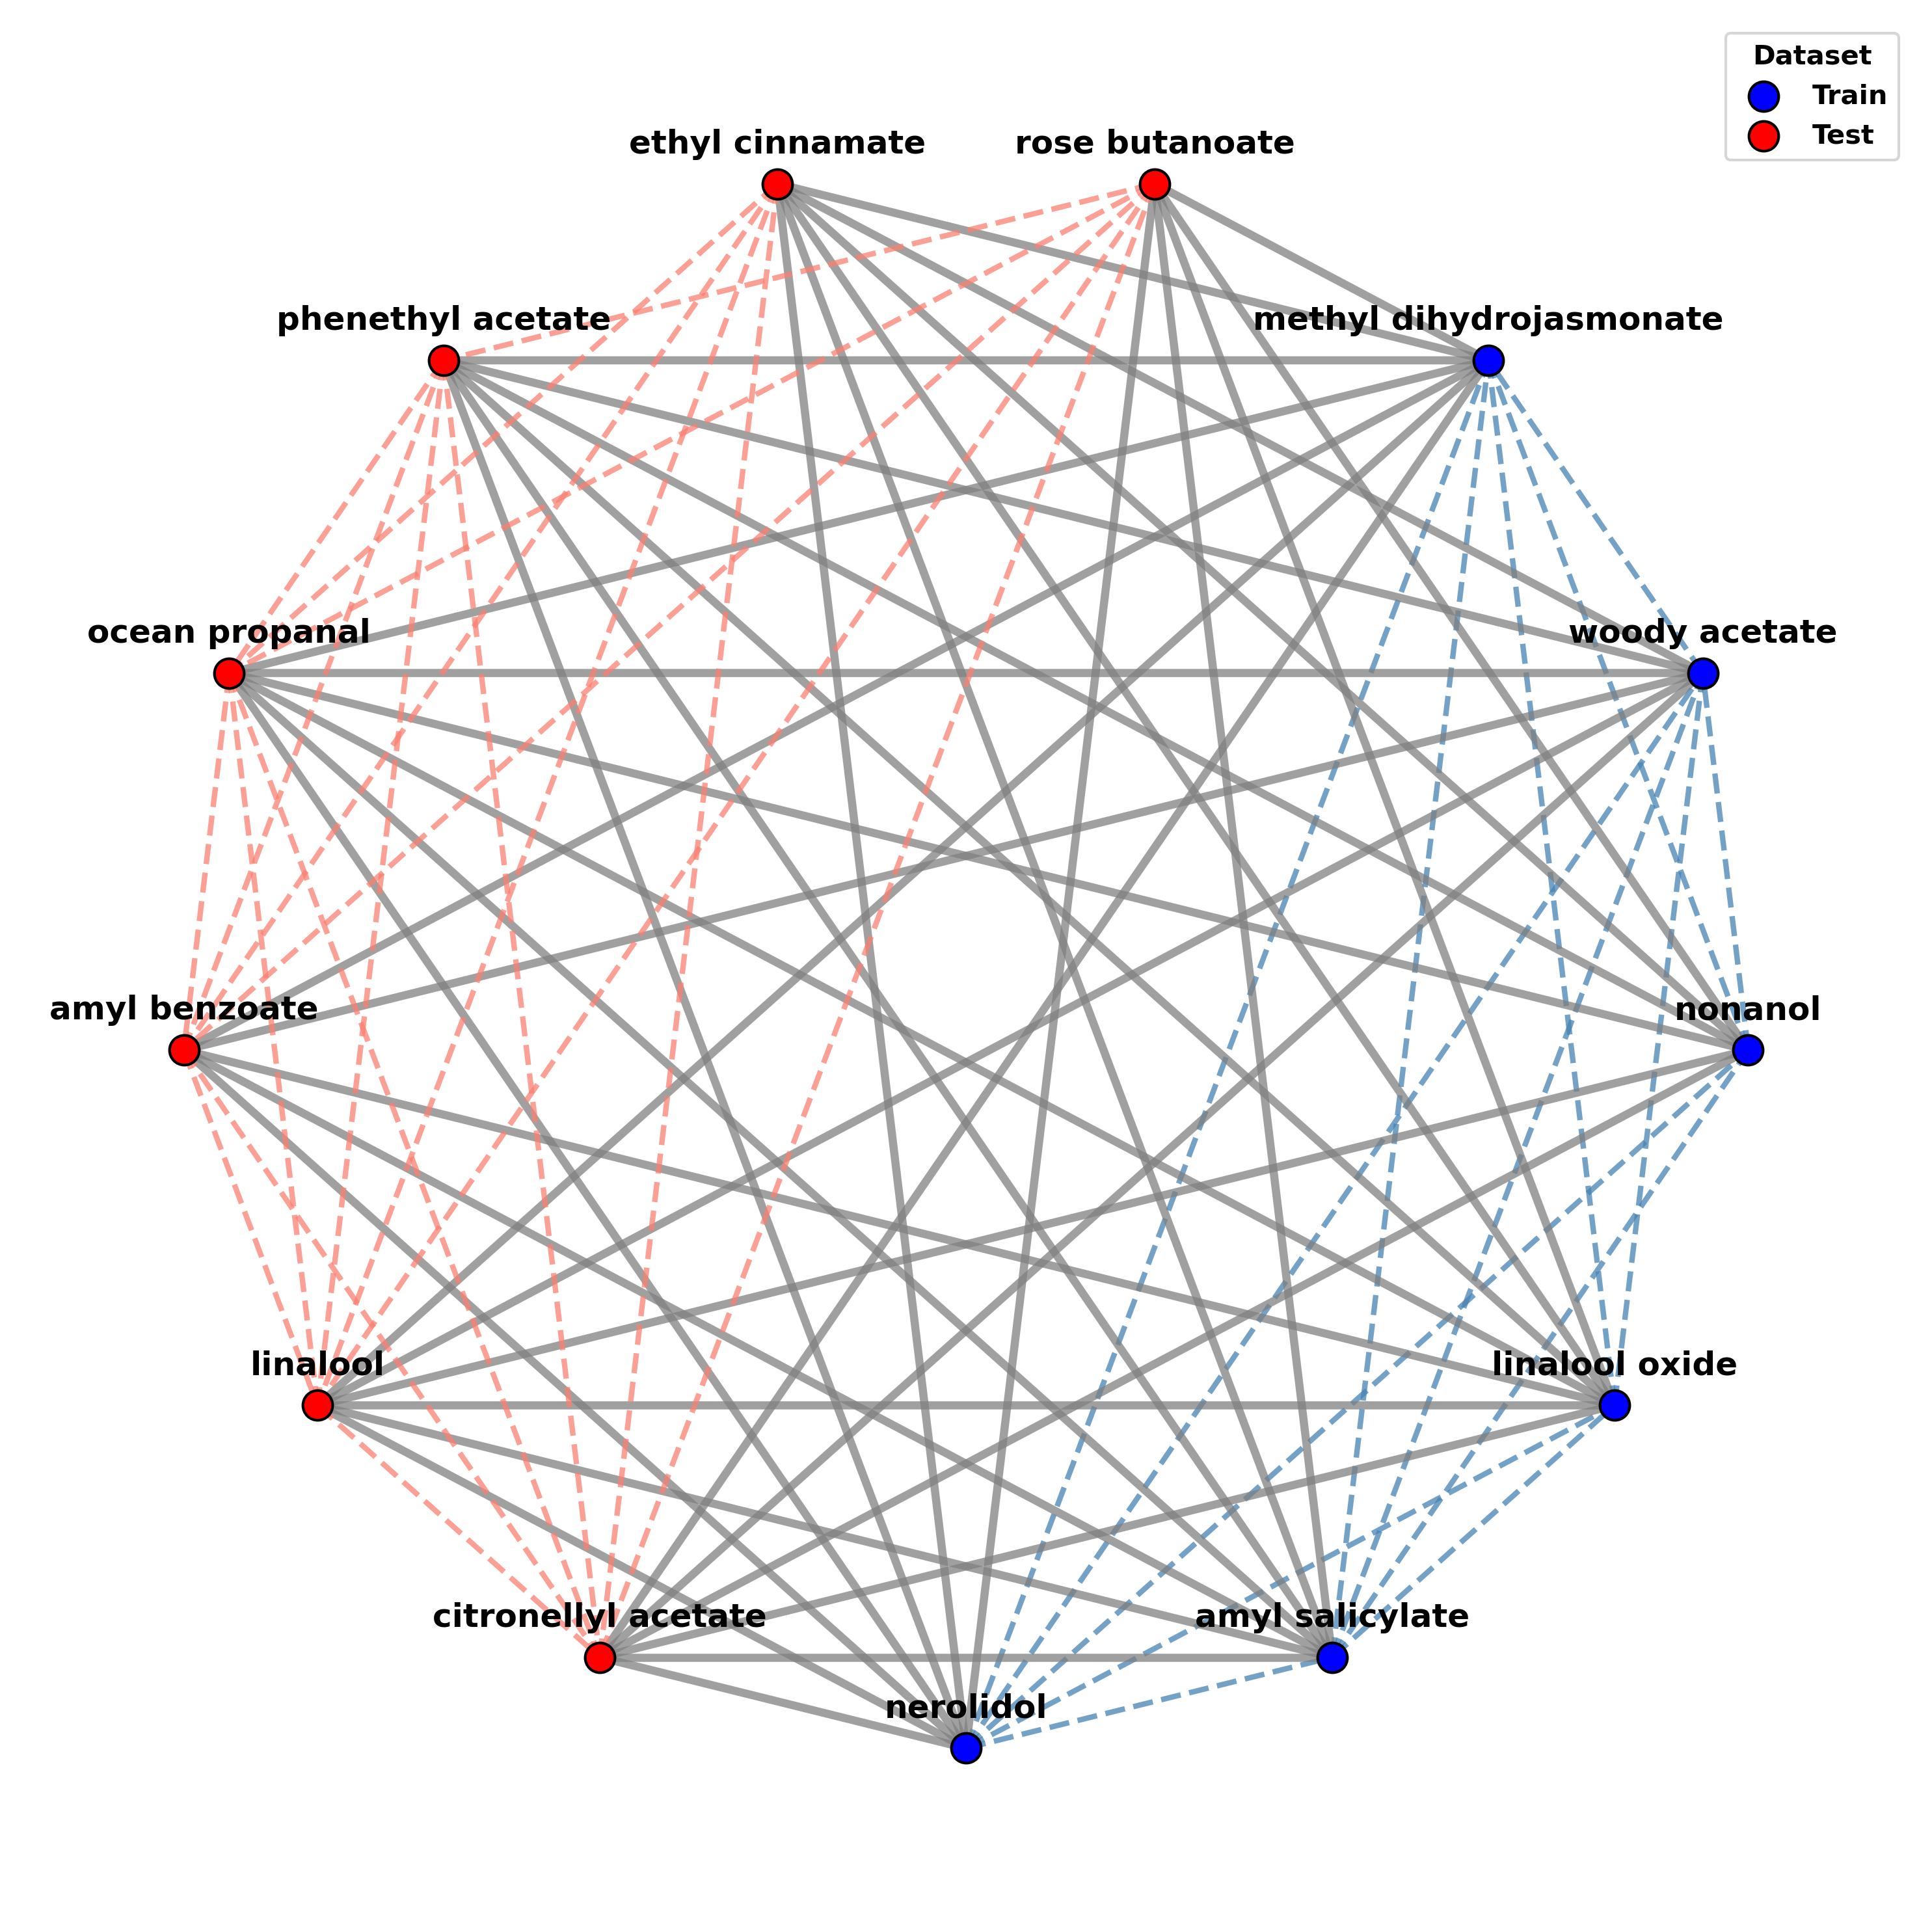 Dataset
Train
Test
ethyl cinnamate
rose butanoate
phenethyl acetate
methyl dihydrojasmonate
ocean propanal
woody acetate
amyl benzoate
nonanol
linalool
linalool oxide
citronellyl acetate
amyl salicylate
nerolidol